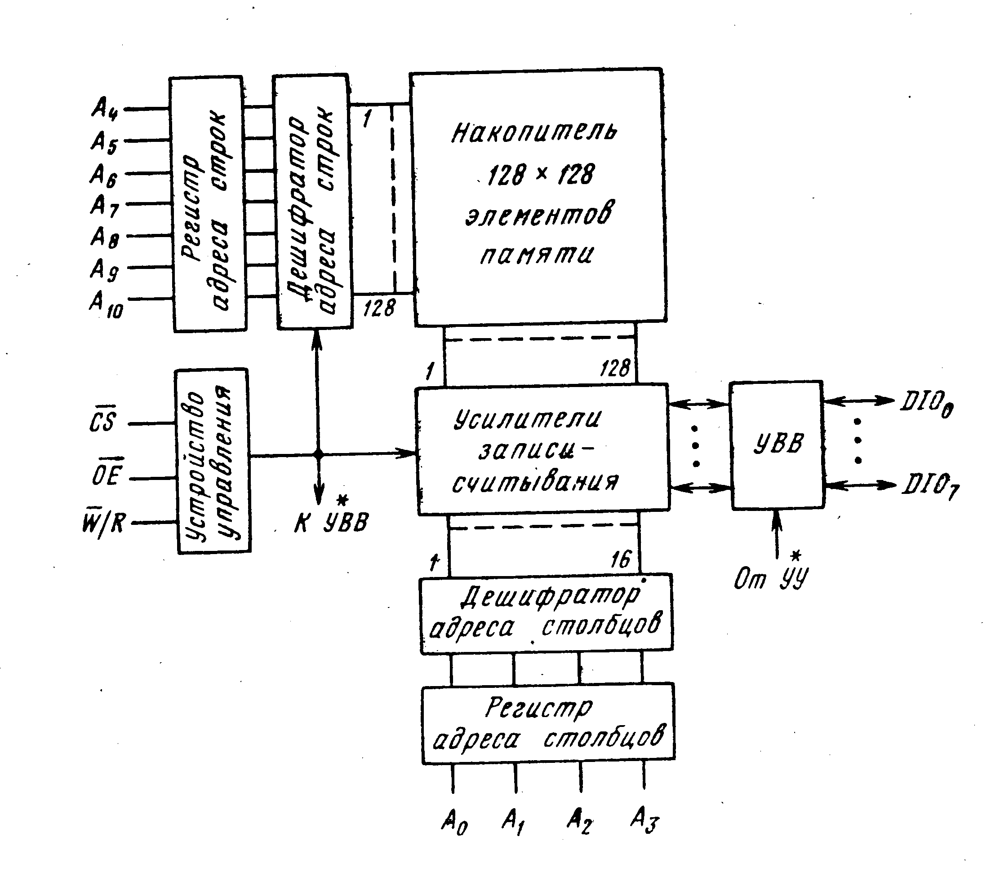 A4
A5
A6
A7
A8
A9
A10
Регистр
адреса строк
Дешифратор
адреса строк
1
128
Накопитель
128 × 128
элементов
памяти
1
128
C̅S̅
O̅E̅
W̅/R
Устройство
управления
К УВВ*
Усилители
записи-
считывания
УВВ
DIO0
DIO7
От УУ*
1
16
Дешифратор
адреса столбцов
Регистр
адреса столбцов
A0 A1 A2 A3